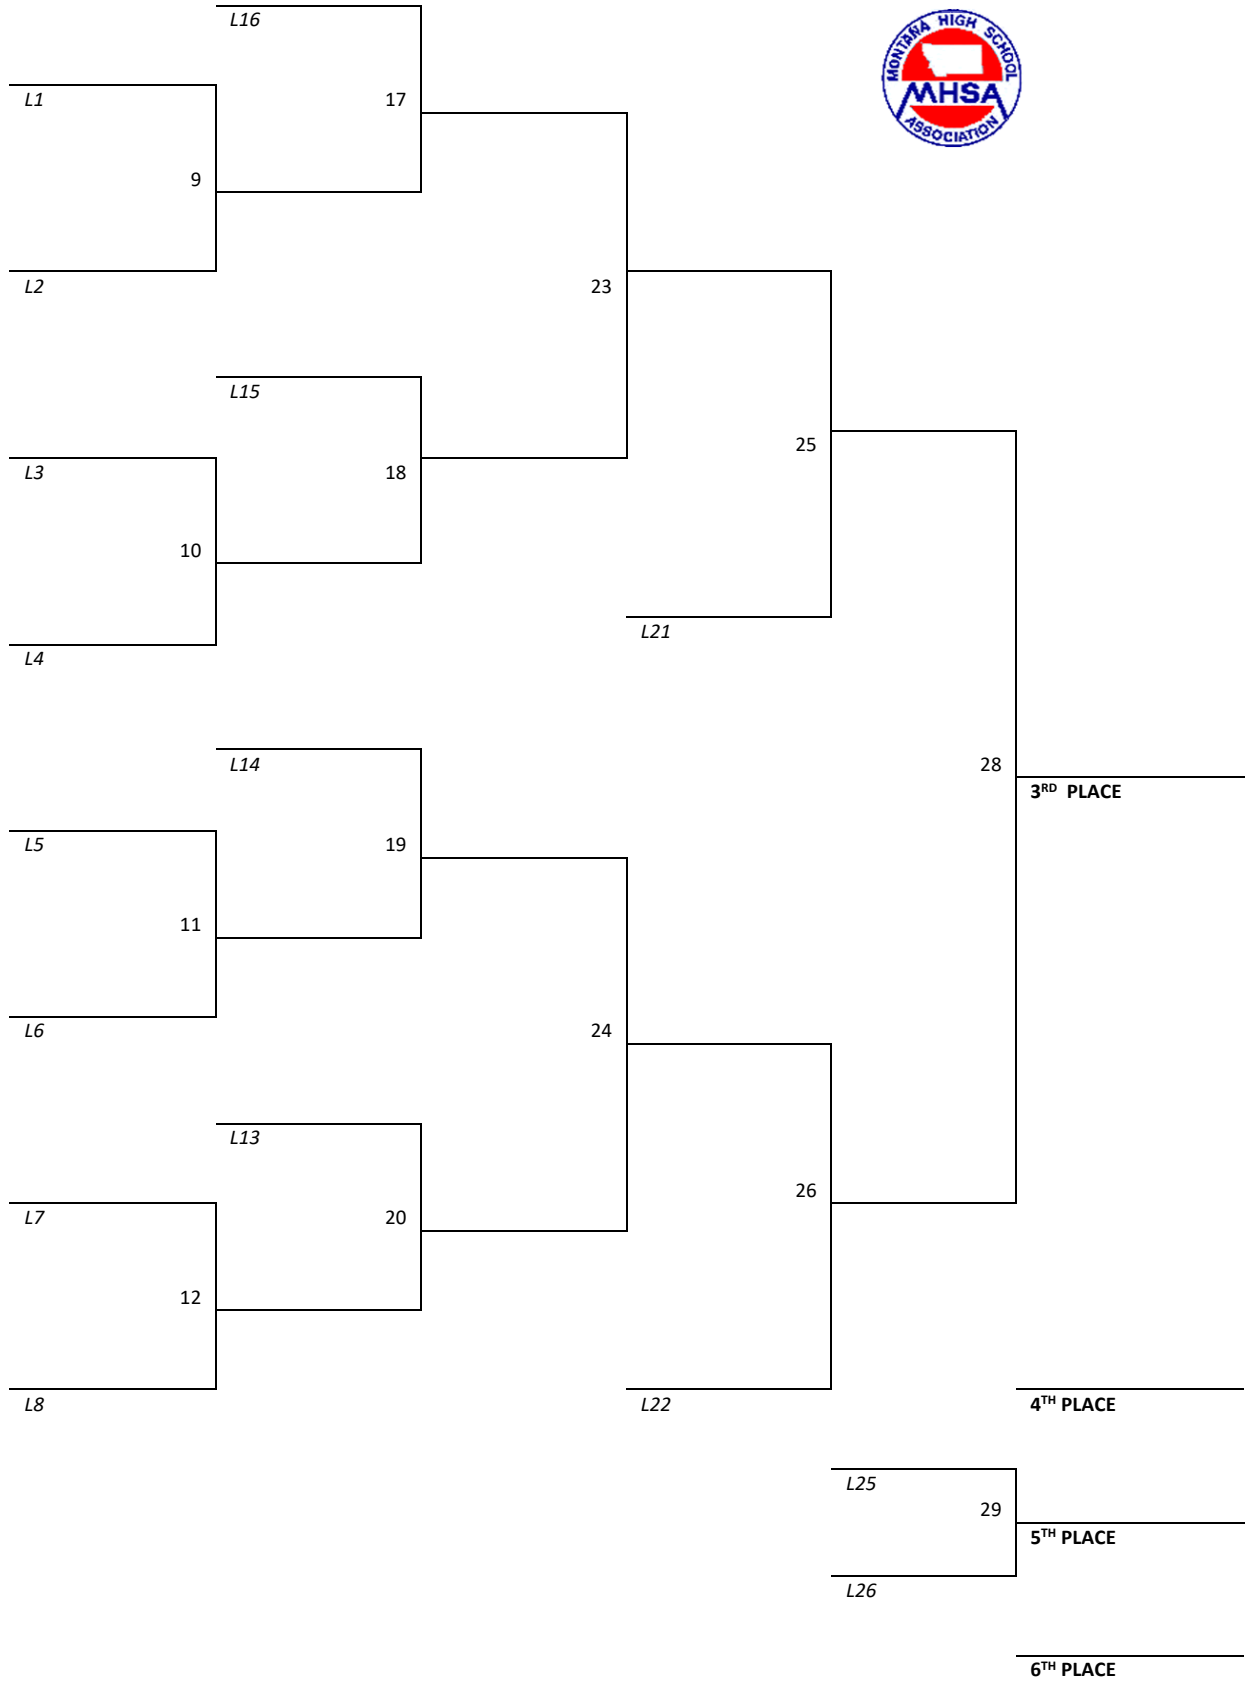 L16
MONTANA HIGH SCHOOL
MHSA
ASSOCIATION
L1
17
9
L2
23
L15
L3
18
25
10
L4
L21
L14
28
3RD PLACE
L5
19
11
L6
24
L13
L7
20
26
12
L8
L22
4TH PLACE
L25
29
5TH PLACE
L26
6TH PLACE